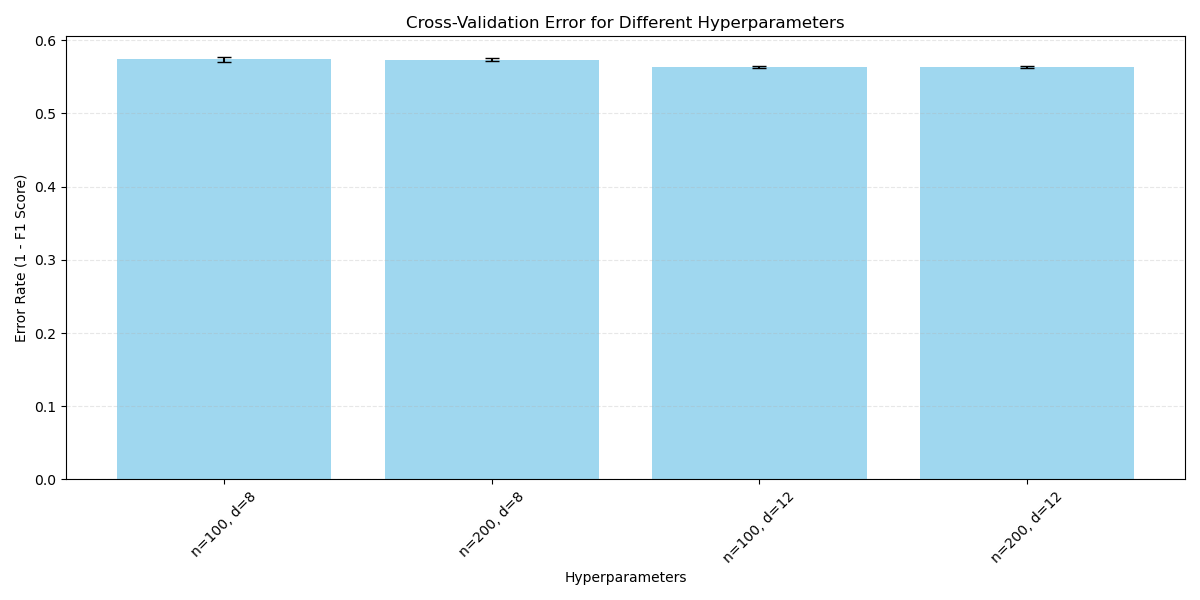 Cross-Validation Error for Different Hyperparameters
0.6
0.5
0.4
0.3
0.2
0.1
0.0
Error Rate (1 - F1 Score)
n=100, d=8
n=200, d=8
n=100, d=12
n=200, d=12
Hyperparameters